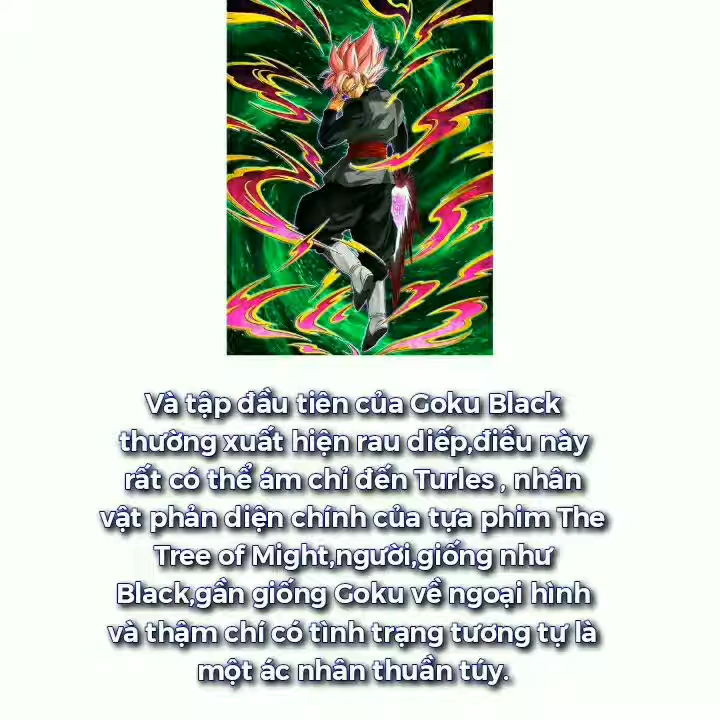 Và tập đầu tiên của Goku Black
thường xuất hiện rau diếp,điều này
rất có thể ám chỉ đến Turles , nhân
vật phản diện chính của tựa phim The
Tree of Might,người,giống như
Black,gần giống Goku về ngoại hình
và thậm chí có tình trạng tương tự là
một ác nhân thuần túy.